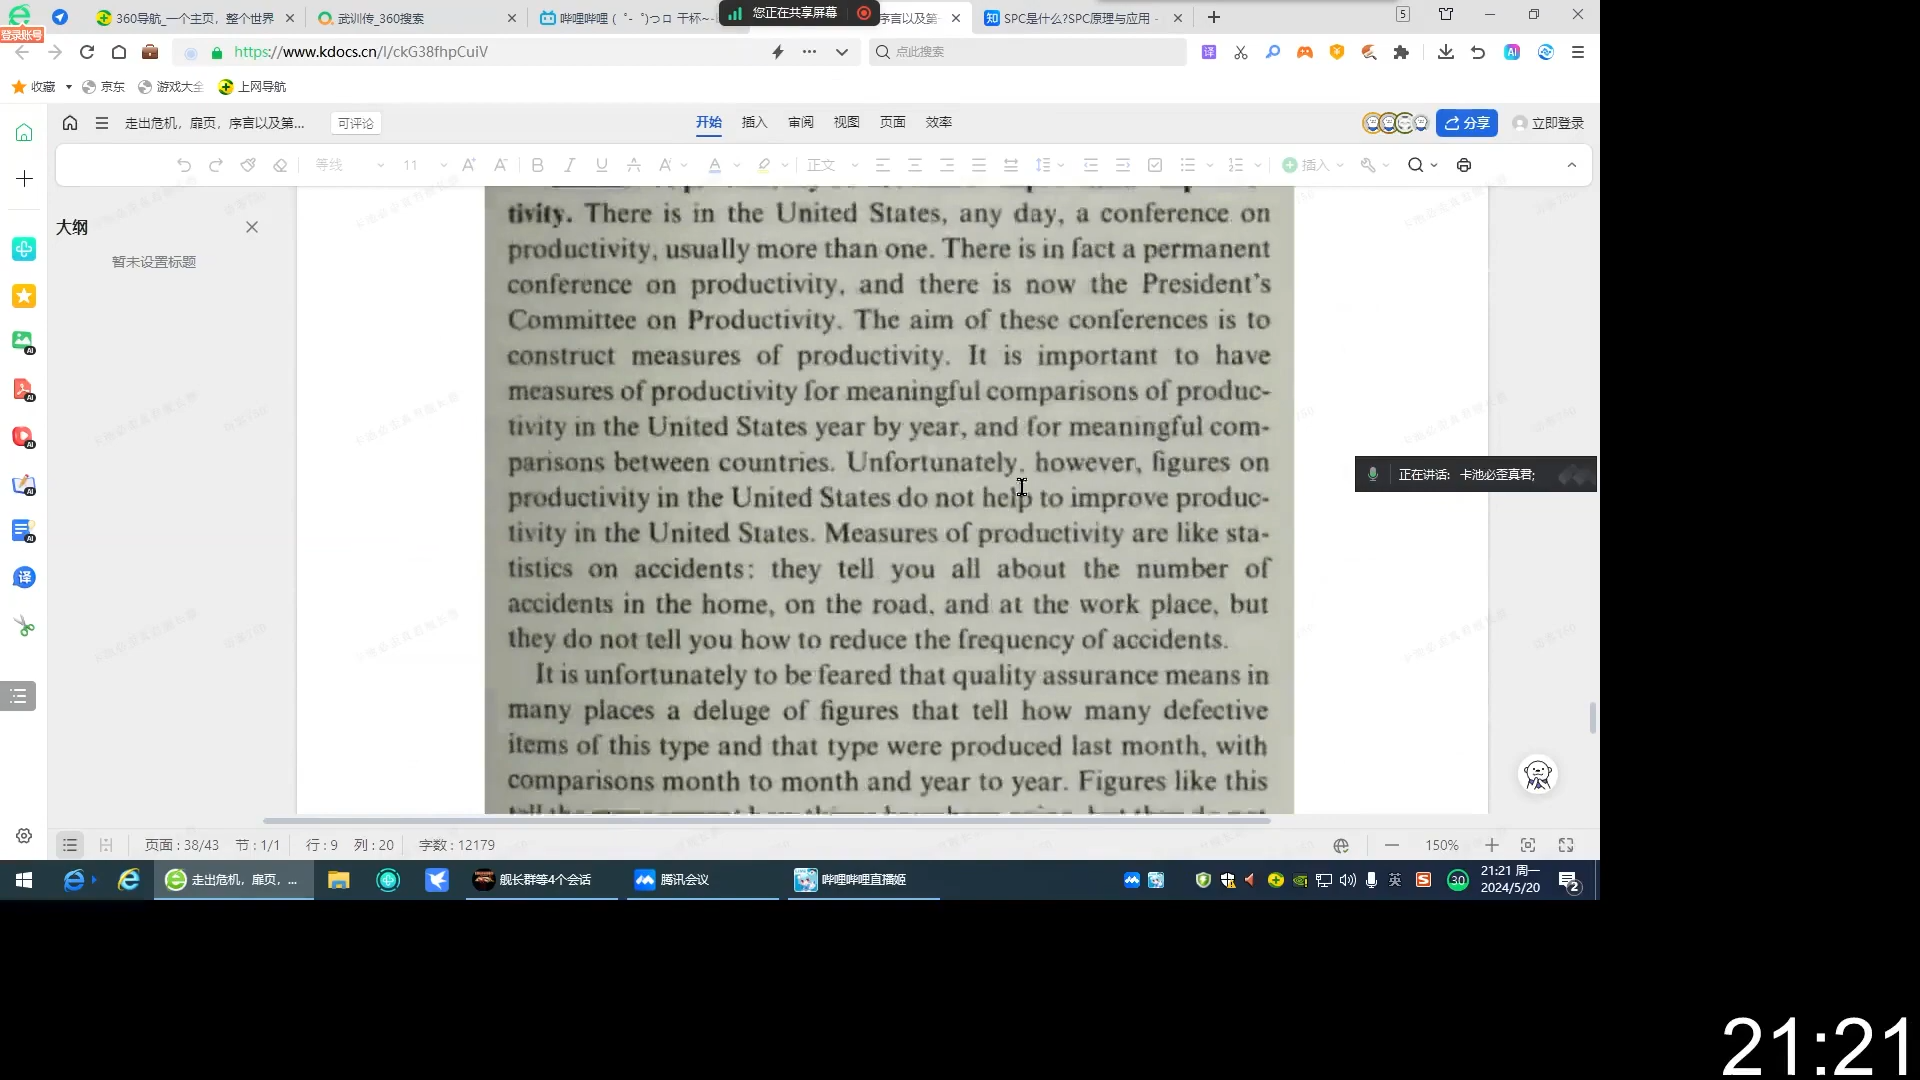 360导航_一个主页，整个世界
武训传_360搜索
哔哩哔哩 ( ゜- ゜)つロ 干杯~-
您正在共享屏幕
序言以及第
SPC是什么?SPC原理与应用 -
5
登录账号
https://www.kdocs.cn/l/ckG38fhpCuiV
点此搜索
收藏
京东
游戏大全
上网导航
走出危机，扉页，序言以及第...
可评论
开始
插入
审阅
视图
页面
效率
分享
立即登录
等线
11
正文
插入
大纲
暂未设置标题
tivity. There is in the United States, any day, a conference on
productivity, usually more than one. There is in fact a permanent
conference on productivity, and there is now the President's
Committee on Productivity. The aim of these conferences is to
construct measures of productivity. It is important to have
measures of productivity for meaningful comparisons of produc-
tivity in the United States year by year, and for meaningful com-
parisons between countries. Unfortunately, however, figures on
productivity in the United States do not help to improve produc-
tivity in the United States. Measures of productivity are like sta-
tistics on accidents: they tell you all about the number of
accidents in the home, on the road, and at the work place, but
they do not tell you how to reduce the frequency of accidents.
It is unfortunately to be feared that quality assurance means in
many places a deluge of figures that tell how many defective
items of this type and that type were produced last month, with
comparisons month to month and year to year. Figures like this
正在讲话: 卡池必歪真君;
页面 : 38/43
节 : 1/1
行 : 9
列 : 20
字数 : 12179
150%
走出危机，扉页，...
舰长群等4个会话
腾讯会议
哔哩哔哩直播姬
英
30
21:21 周一
2024/5/20
2
21:21